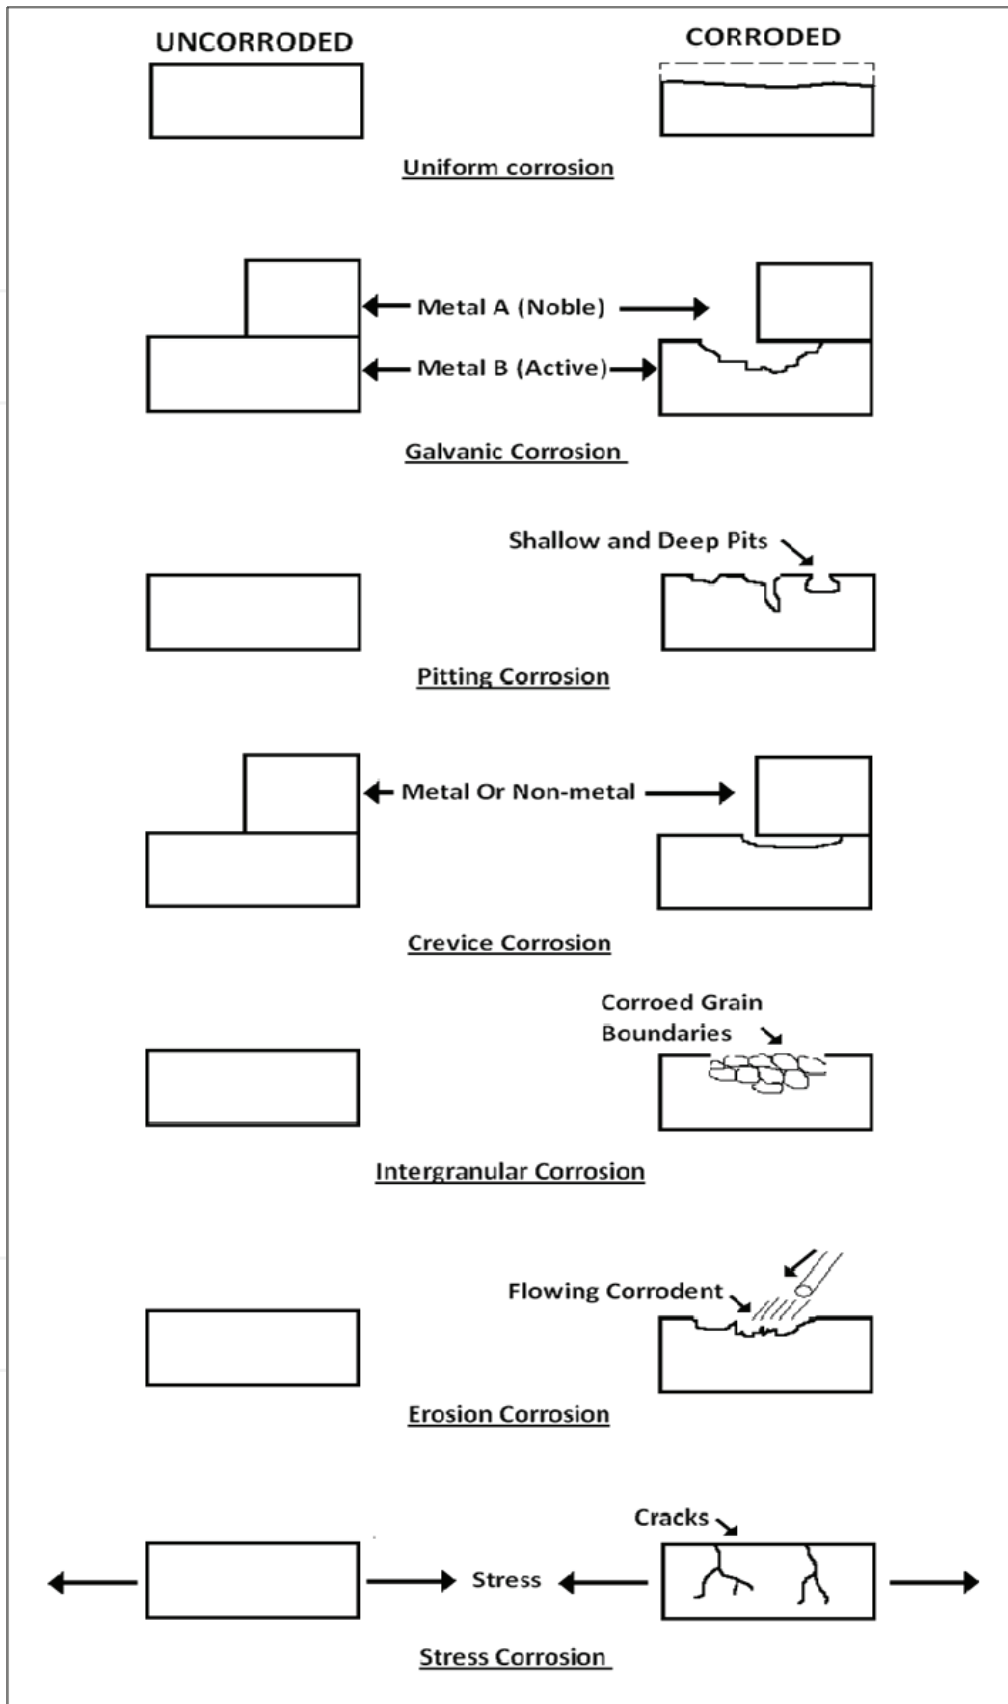 UNCORRODED
CORRODED
Uniform corrosion
Metal A (Noble)
Metal B (Active)
Galvanic Corrosion
Shallow and Deep Pits
Pitting Corrosion
Metal Or Non-metal
Crevice Corrosion
Corroed Grain
Boundaries
Intergranular Corrosion
Flowing Corrodent
Erosion Corrosion
Cracks
Stress
Stress Corrosion